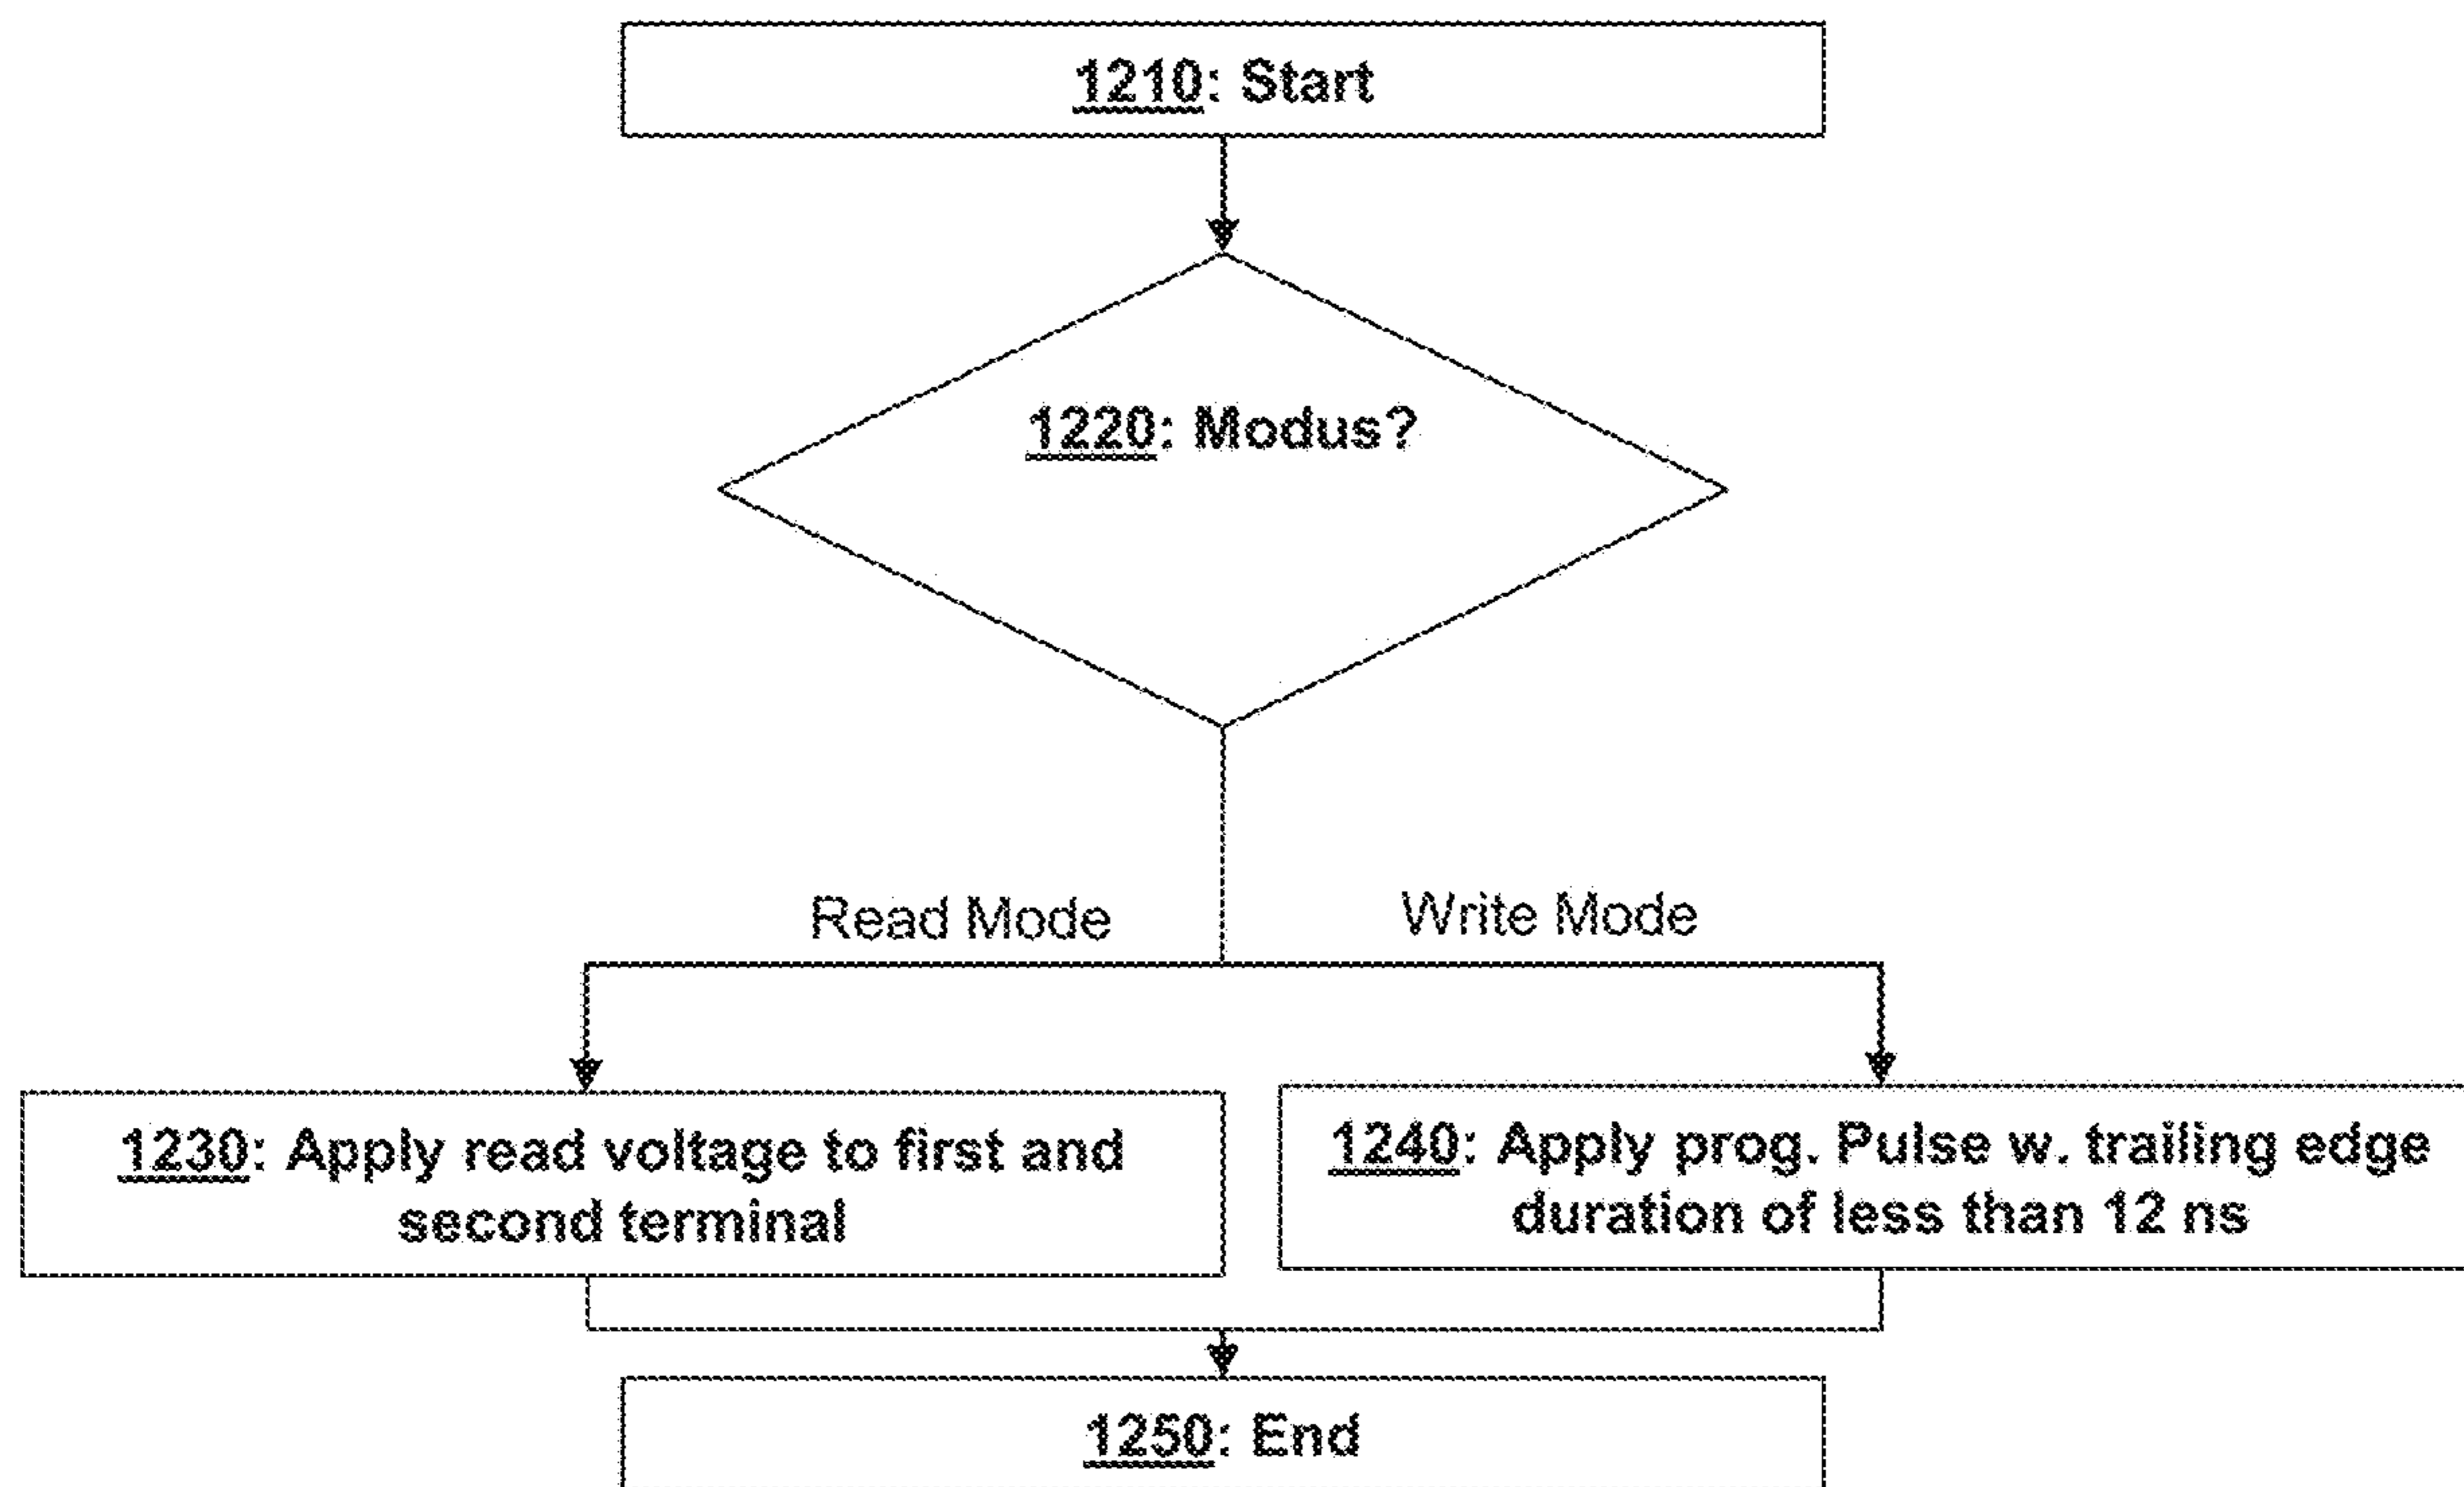 1210: Start
1220: Modus?
Read Mode
Write Mode
1230: Apply read voltage to first and
second terminal
1240: Apply prog. Pulse w. trailing edge
duration of less than 12 ns
1250: End